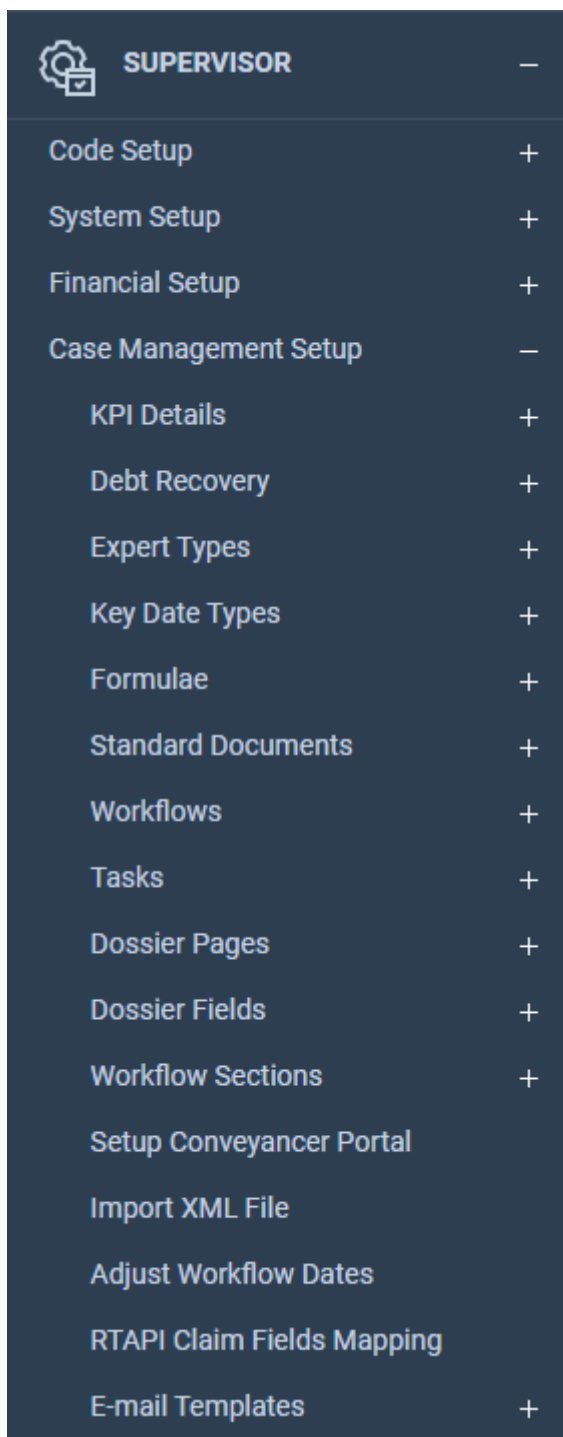 SUPERVISOR –
Code Setup +
System Setup +
Financial Setup +
Case Management Setup –
KPI Details +
Debt Recovery +
Expert Types +
Key Date Types +
Formulae +
Standard Documents +
Workflows +
Tasks +
Dossier Pages +
Dossier Fields +
Workflow Sections +
Setup Conveyancer Portal
Import XML File
Adjust Workflow Dates
RTAPI Claim Fields Mapping
E-mail Templates +